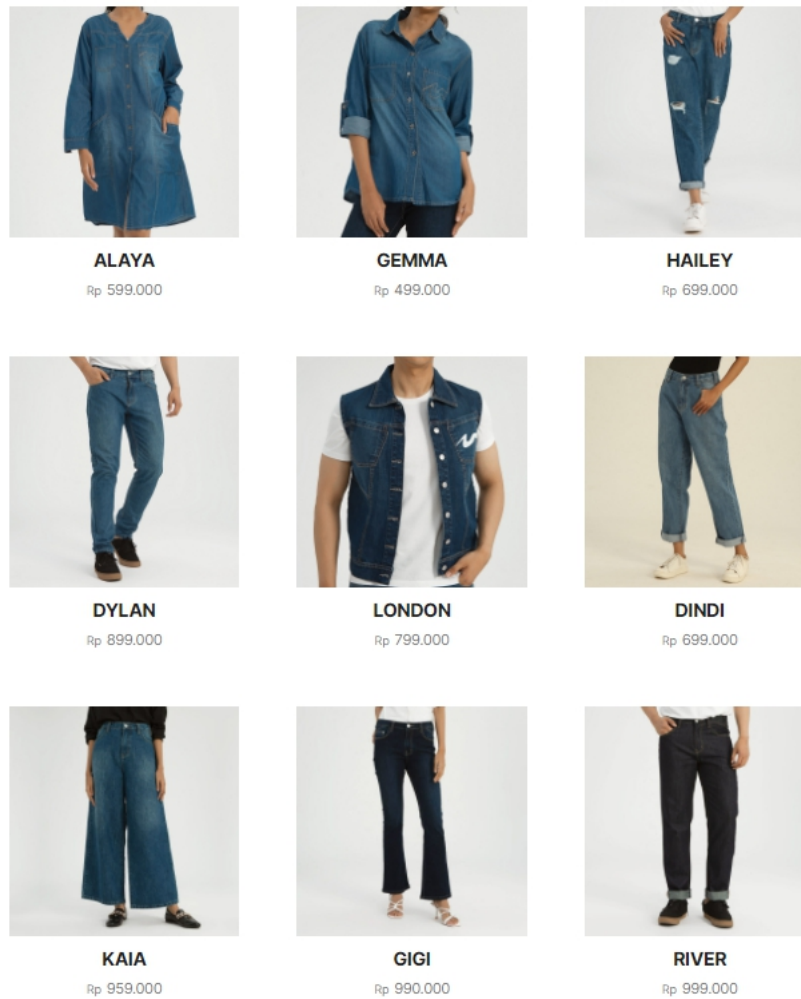 ALAYA
Rp 599.000
GEMMA
Rp 499.000
HAILEY
Rp 699.000
DYLAN
Rp 899.000
LONDON
Rp 799.000
DINDI
Rp 699.000
KAIA
Rp 959.000
GIGI
Rp 990.000
RIVER
Rp 999.000